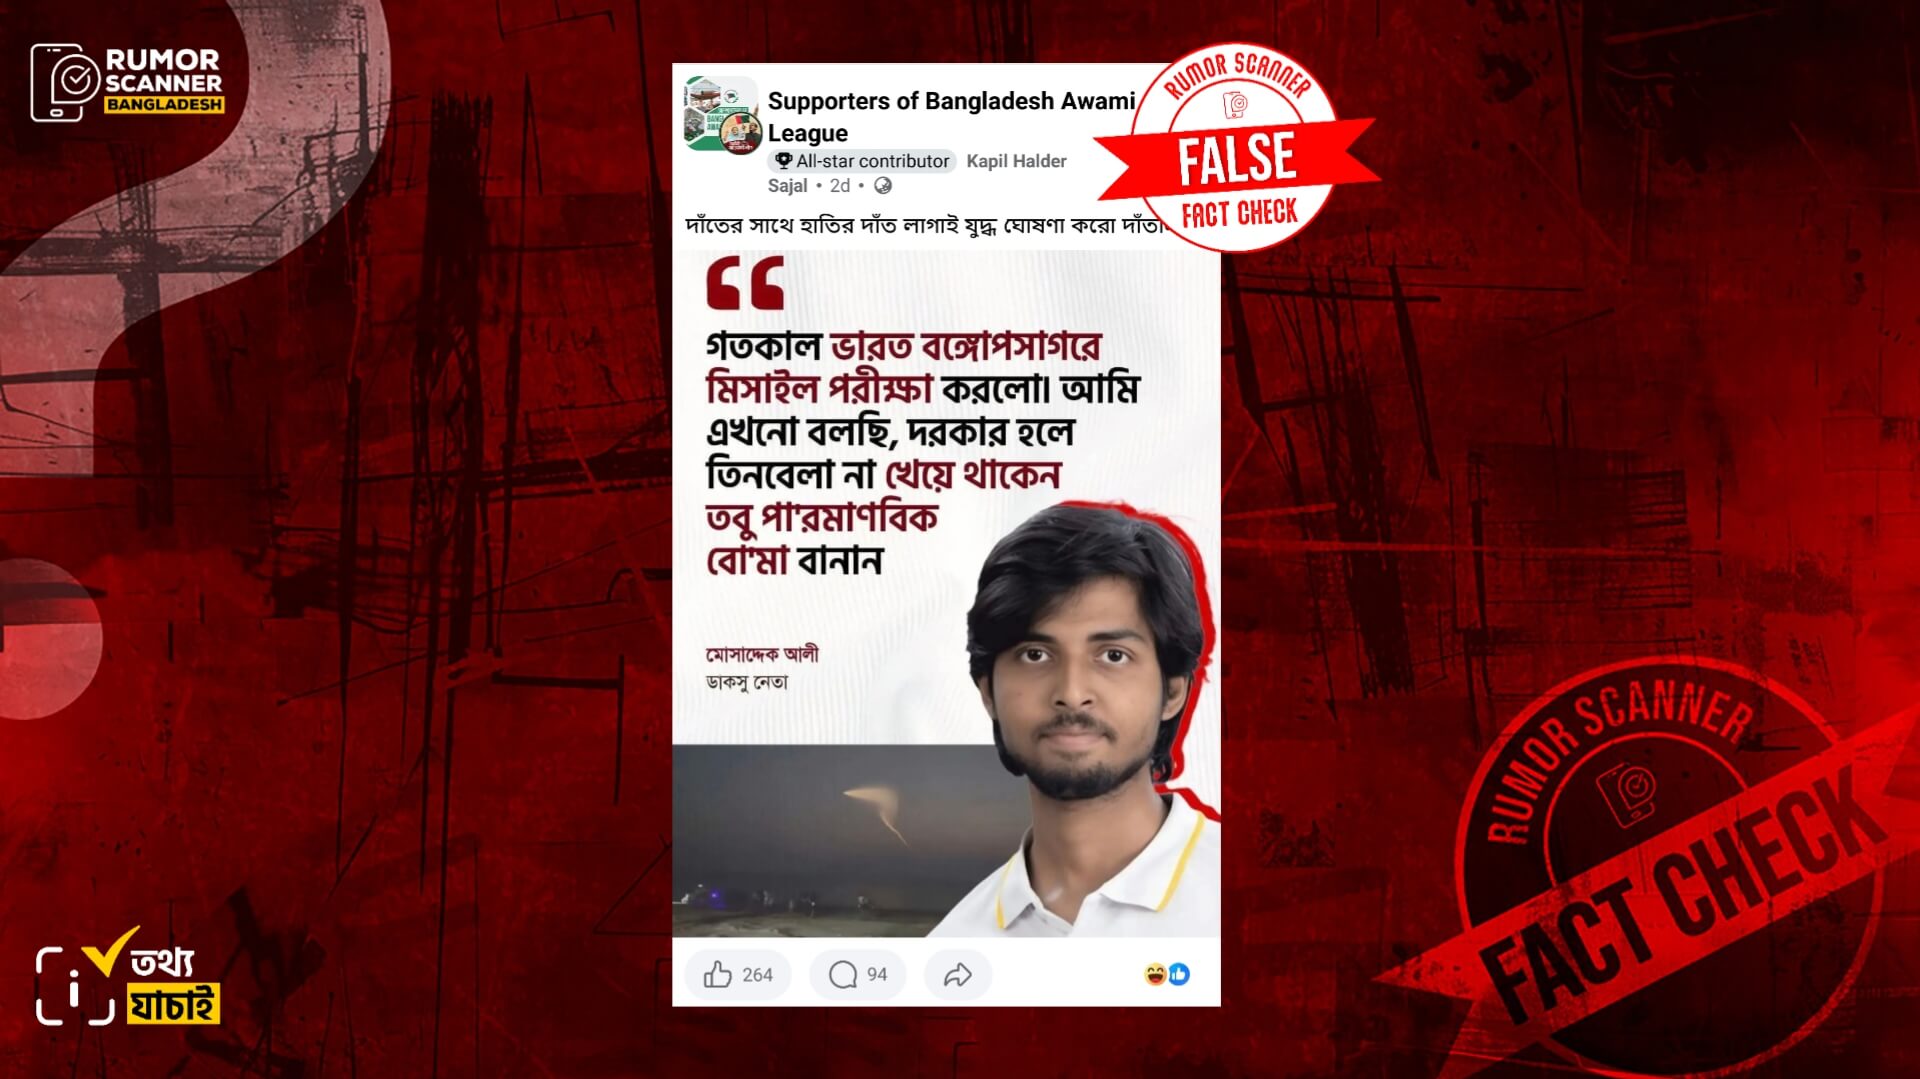 RUMOR
SCANNER
BANGLADESH
Supporters of Bangladesh Awami
League
All-star contributor Kapil Halder
Sajal • 2d •
RUMOR SCANNER
FALSE
FACT CHECK
দাঁতের সাথে হাতির দাঁত লাগাই যুদ্ধ ঘোষণা করো
“
গতকাল ভারত বঙ্গোপসাগরে
মিসাইল পরীক্ষা করলো। আমি
এখনো বলছি, দরকার হলে
তিনবেলা না খেয়ে থাকেন
তবু পা'রমাণবিক
বো'মা বানান
মোসাদ্দেক আলী
ডাকসু নেতা
264
94
RUMOR SCANNER
FACT CHECK
তথ্য
যাচাই